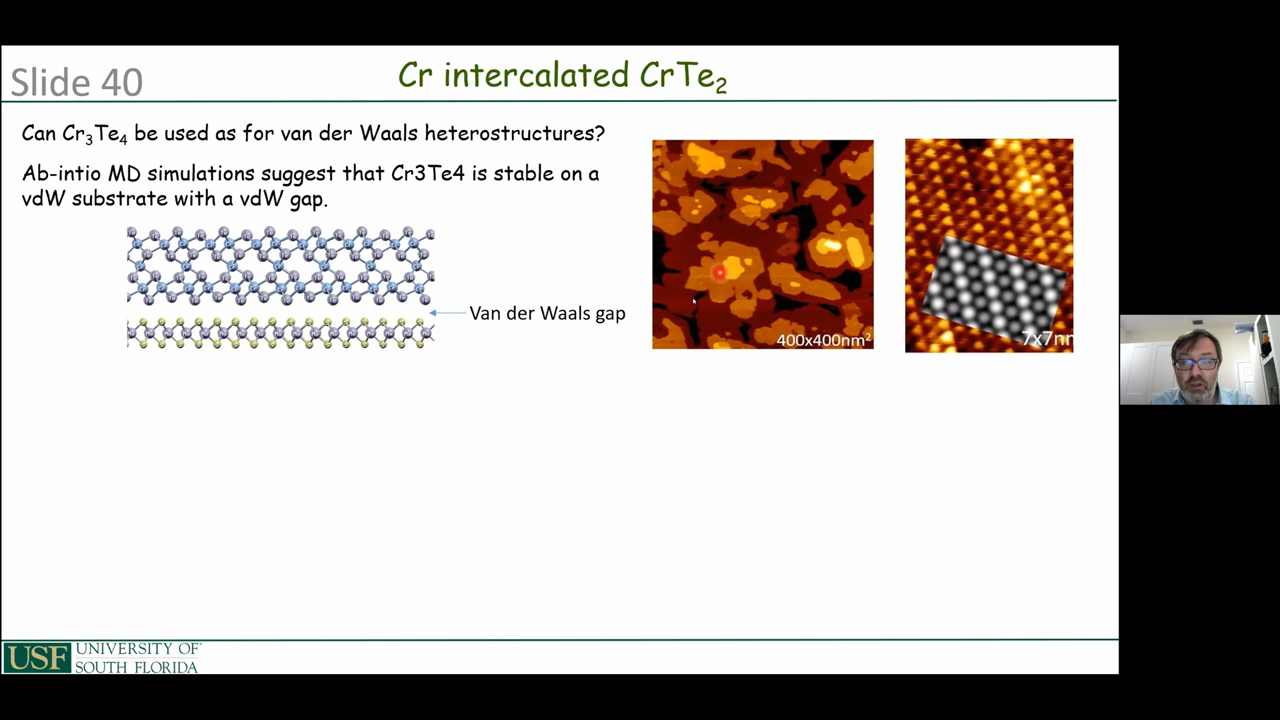 Slide 40
Cr intercalated CrTe₂
Can Cr₃Te₄ be used as for van der Waals heterostructures?
Ab-intio MD simulations suggest that Cr3Te4 is stable on a
vdW substrate with a vdW gap.
Van der Waals gap
400x400nm²
7x7nm
USF UNIVERSITY OF
SOUTH FLORIDA